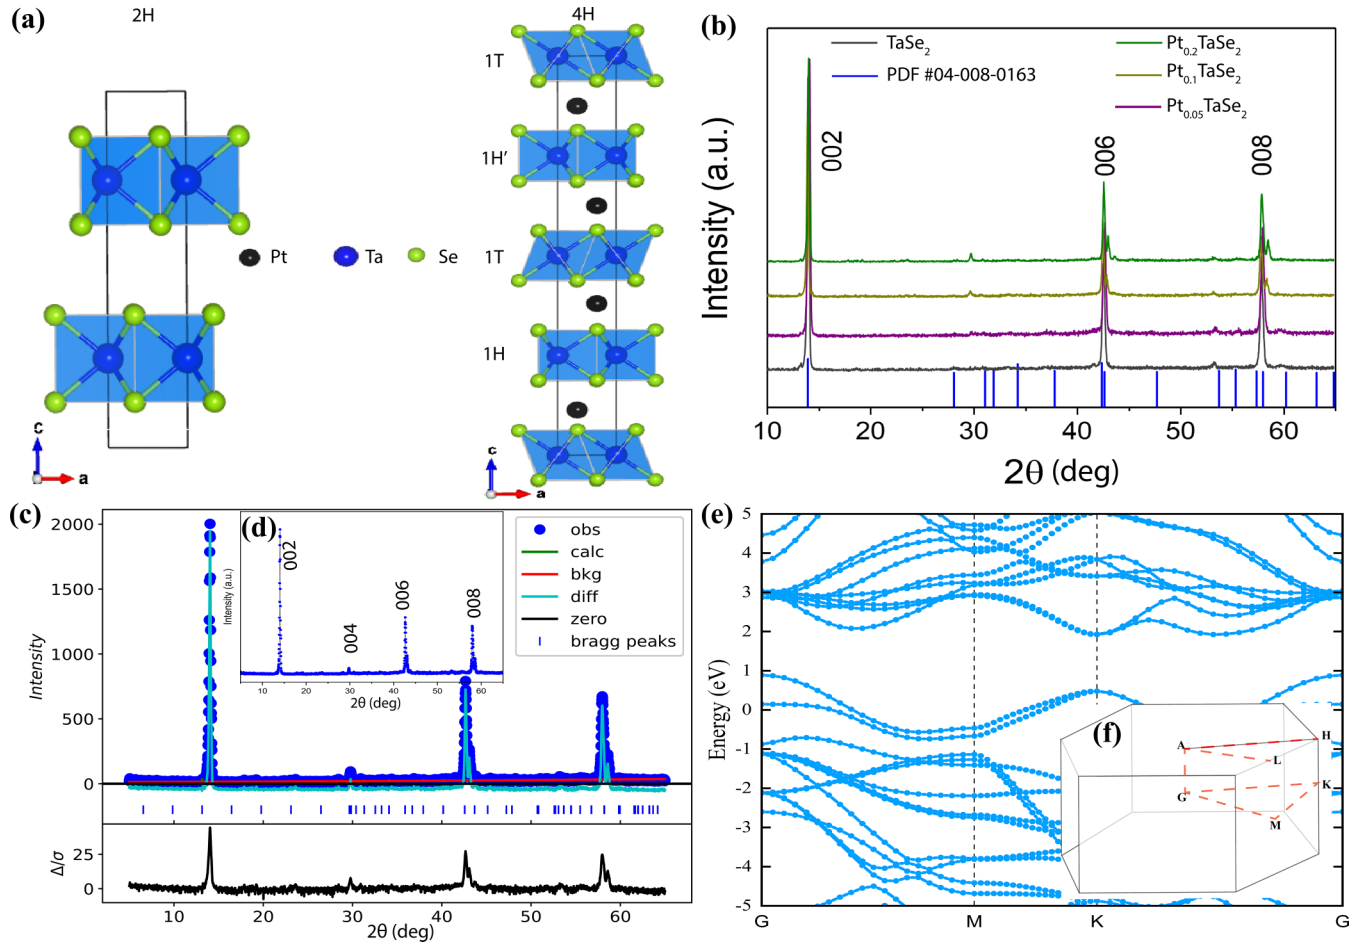 (a)
2H
4H
1T
1H′
1T
1H
Pt
Ta
Se
c
a
c
a
(b)
TaSe2
PDF #04-008-0163
Pt0.2TaSe2
Pt0.1TaSe2
Pt0.05TaSe2
002
006
008
Intensity (a.u.)
10
20
30
40
50
60
2θ (deg)
(c)
2000
1500
1000
500
0
Intensity
25
0
Δ/σ
10
20
30
40
50
60
2θ (deg)
(d)
002
004
006
008
Intensity (a.u.)
10
20
30
40
50
60
2θ (deg)
obs
calc
bkg
diff
zero
bragg peaks
(e)
5
4
3
2
1
0
-1
-2
-3
-4
-5
Energy (eV)
G
M
K
G
(f)
A
H
L
G
K
M